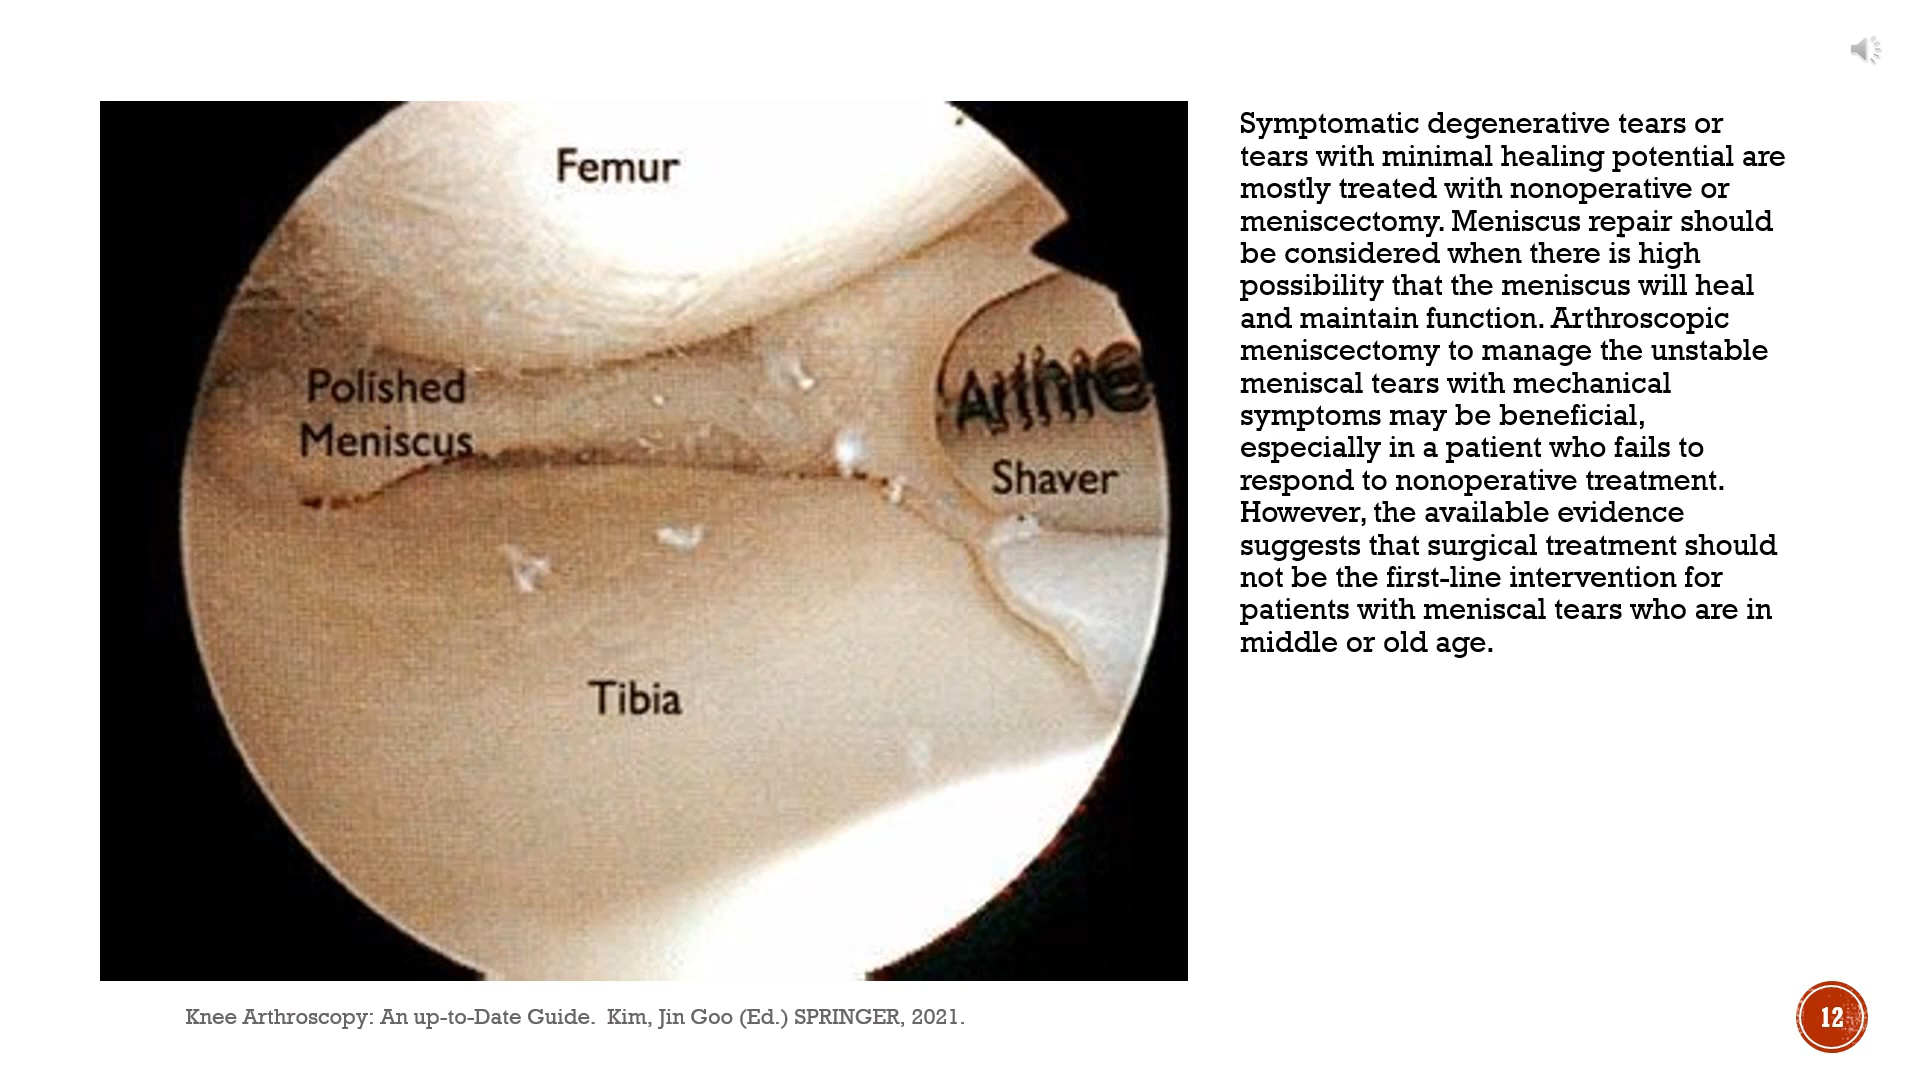 Femur
Polished
Meniscus
Arthre
Shaver
Tibia
Symptomatic degenerative tears or
tears with minimal healing potential are
mostly treated with nonoperative or
meniscectomy. Meniscus repair should
be considered when there is high
possibility that the meniscus will heal
and maintain function. Arthroscopic
meniscectomy to manage the unstable
meniscal tears with mechanical
symptoms may be beneficial,
especially in a patient who fails to
respond to nonoperative treatment.
However, the available evidence
suggests that surgical treatment should
not be the first-line intervention for
patients with meniscal tears who are in
middle or old age.
Knee Arthroscopy: An up-to-Date Guide.  Kim, Jin Goo (Ed.) SPRINGER, 2021.
12